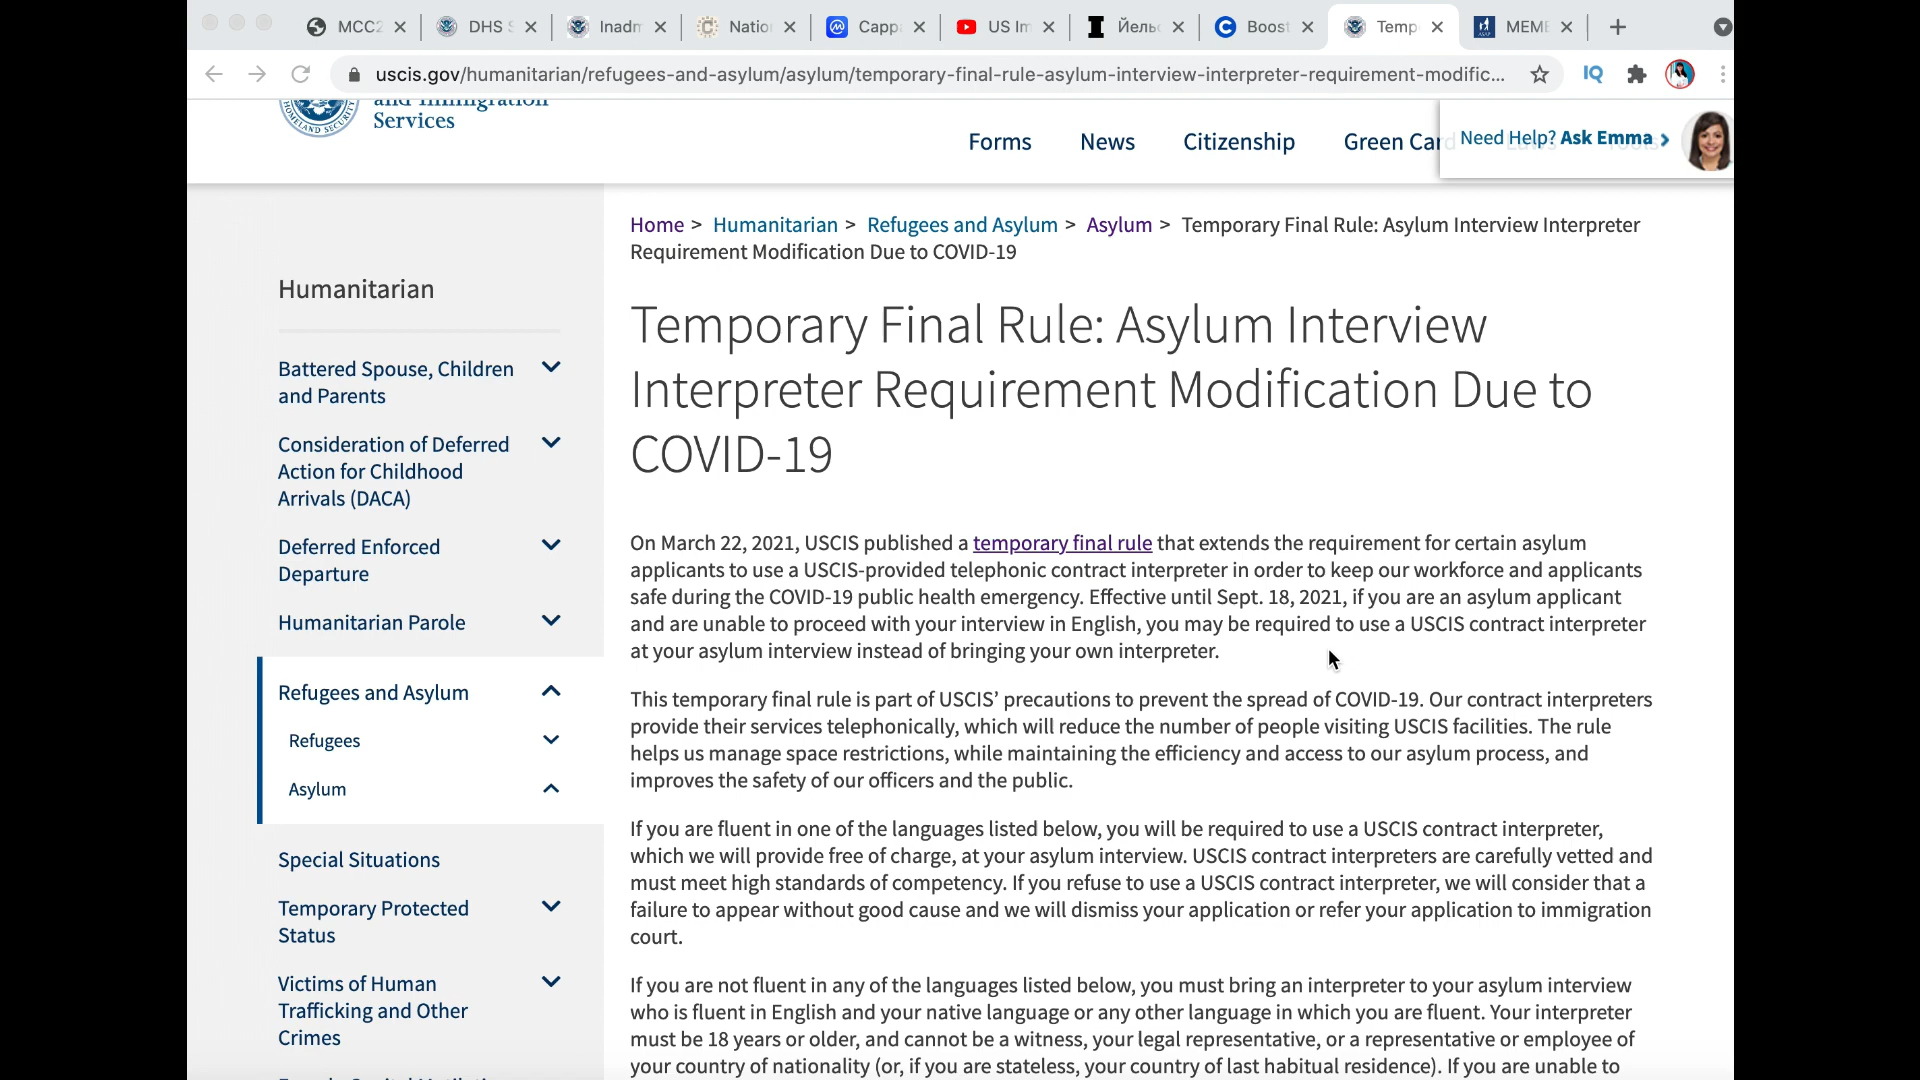 MCC2
DHS S
Inadm
Natio
Cappa
US Im
Йельс
Boost
Temp
MEME
uscis.gov/humanitarian/refugees-and-asylum/asylum/temporary-final-rule-asylum-interview-interpreter-requirement-modific...
IQ
HOMELAND SECURITY
and Immigration
Services
Forms
News
Citizenship
Green Card
Need Help? Ask Emma
Home > Humanitarian > Refugees and Asylum > Asylum > Temporary Final Rule: Asylum Interview Interpreter
Requirement Modification Due to COVID-19
Humanitarian
Battered Spouse, Children
and Parents
Consideration of Deferred
Action for Childhood
Arrivals (DACA)
Deferred Enforced
Departure
Humanitarian Parole
Refugees and Asylum
Refugees
Asylum
Special Situations
Temporary Protected
Status
Victims of Human
Trafficking and Other
Crimes
Temporary Final Rule: Asylum Interview
Interpreter Requirement Modification Due to
COVID-19
On March 22, 2021, USCIS published a temporary final rule that extends the requirement for certain asylum
applicants to use a USCIS-provided telephonic contract interpreter in order to keep our workforce and applicants
safe during the COVID-19 public health emergency. Effective until Sept. 18, 2021, if you are an asylum applicant
and are unable to proceed with your interview in English, you may be required to use a USCIS contract interpreter
at your asylum interview instead of bringing your own interpreter.
This temporary final rule is part of USCIS’ precautions to prevent the spread of COVID-19. Our contract interpreters
provide their services telephonically, which will reduce the number of people visiting USCIS facilities. The rule
helps us manage space restrictions, while maintaining the efficiency and access to our asylum process, and
improves the safety of our officers and the public.
If you are fluent in one of the languages listed below, you will be required to use a USCIS contract interpreter,
which we will provide free of charge, at your asylum interview. USCIS contract interpreters are carefully vetted and
must meet high standards of competency. If you refuse to use a USCIS contract interpreter, we will consider that a
failure to appear without good cause and we will dismiss your application or refer your application to immigration
court.
If you are not fluent in any of the languages listed below, you must bring an interpreter to your asylum interview
who is fluent in English and your native language or any other language in which you are fluent. Your interpreter
must be 18 years or older, and cannot be a witness, your legal representative, or a representative or employee of
your country of nationality (or, if you are stateless, your country of last habitual residence). If you are unable to